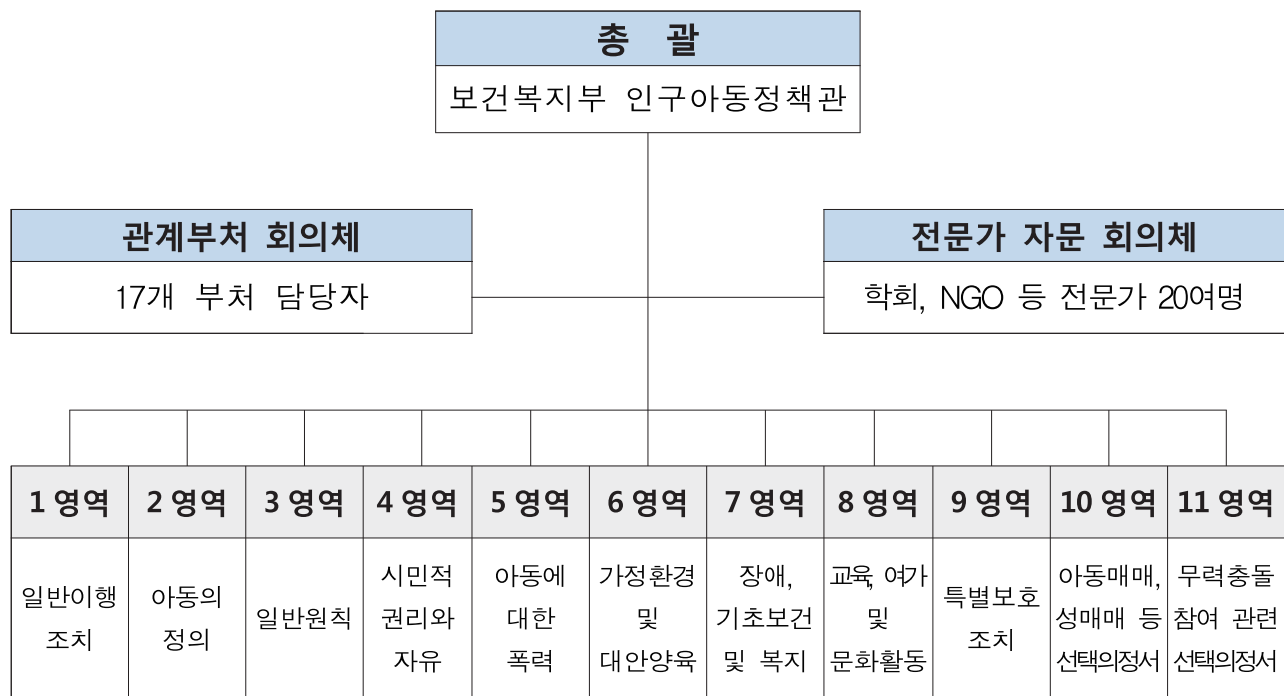 총 괄
보건복지부 인구아동정책관
관계부처 회의체
17개 부처 담당자
전문가 자문 회의체
학회, NGO 등 전문가 20여명
1 영역
2 영역
3 영역
4 영역
5 영역
6 영역
7 영역
8 영역
9 영역
10 영역
11 영역
일반이행
조치
아동의
정의
일반원칙
시민적
권리와
자유
아동에
대한
폭력
가정환경
및
대안양육
장애,
기초보건
및 복지
교육, 여가
및
문화활동
특별보호
조치
아동매매,
성매매 등
선택의정서
무력충돌
참여 관련
선택의정서